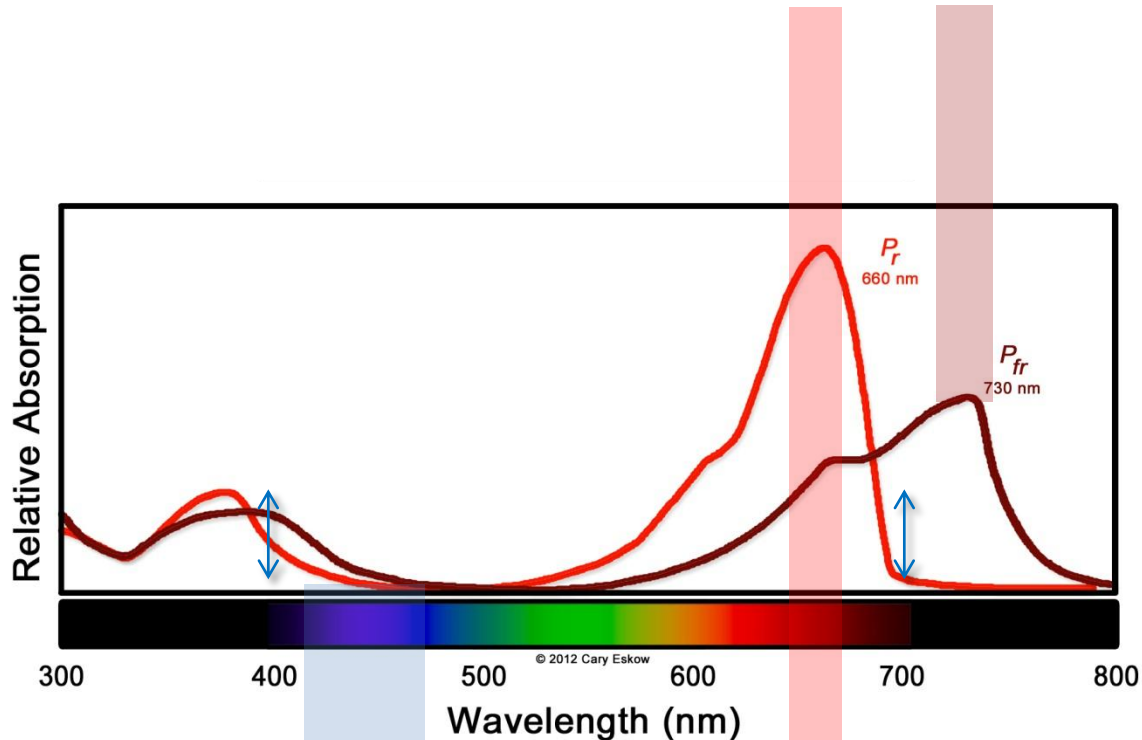 Relative Absorption
Pr
660 nm
Pfr
730 nm
© 2012 Cary Eskow
300 400 500 600 700 800
Wavelength (nm)